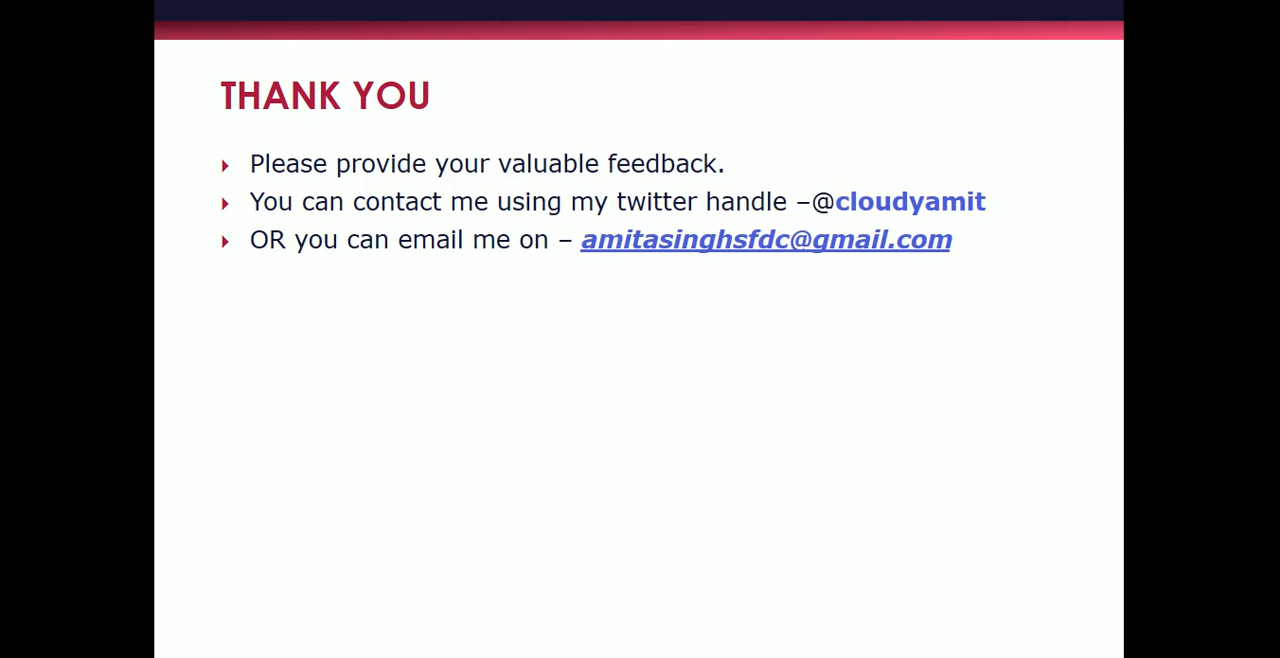 THANK YOU
Please provide your valuable feedback.
You can contact me using my twitter handle –@cloudyamit
OR you can email me on – amitasinghsfdc@gmail.com